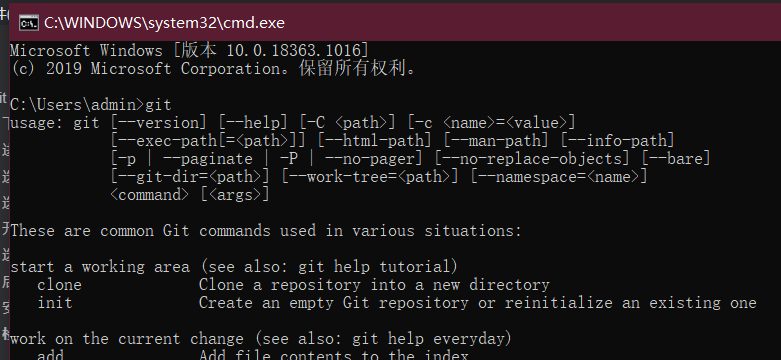 C:\WINDOWS\system32\cmd.exe
Microsoft Windows [版本 10.0.18363.1016]
(c) 2019 Microsoft Corporation。保留所有权利。
C:\Users\admin>git
usage: git [--version] [--help] [-C <path>] [-c <name>=<value>]
[--exec-path[=<path>]] [--html-path] [--man-path] [--info-path]
[-p | --paginate | -P | --no-pager] [--no-replace-objects] [--bare]
[--git-dir=<path>] [--work-tree=<path>] [--namespace=<name>]
<command> [<args>]
These are common Git commands used in various situations:
start a working area (see also: git help tutorial)
clone Clone a repository into a new directory
init Create an empty Git repository or reinitialize an existing one
work on the current change (see also: git help everyday)
add Add file contents to the index